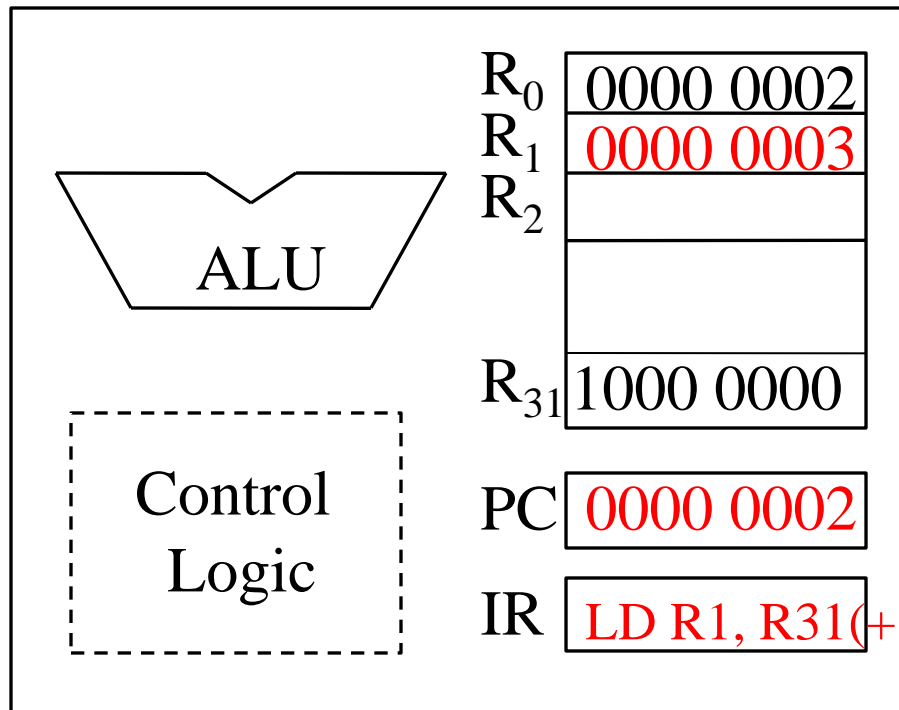 R0 0000 0002
R1 0000 0003
R2
ALU
R31 1000 0000
Control
Logic
PC 0000 0002
IR LD R1, R31(+